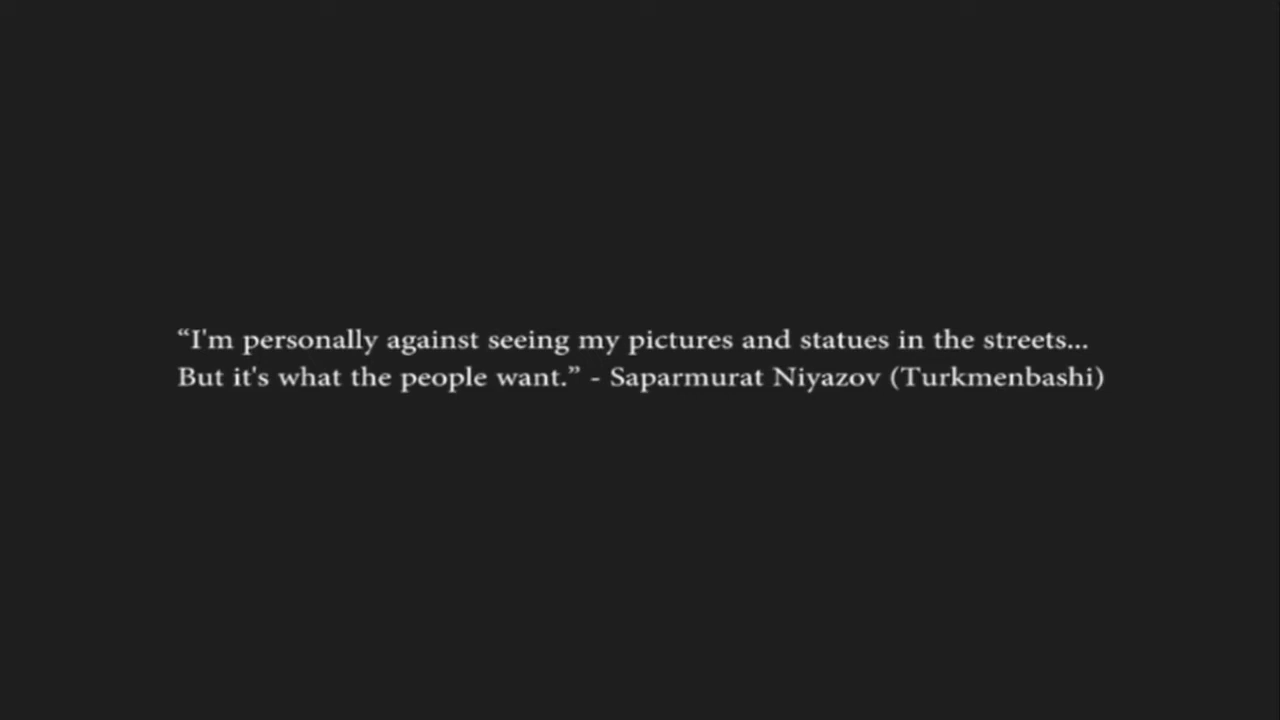 “I'm personally against seeing my pictures and statues in the streets...
But it's what the people want.” - Saparmurat Niyazov (Turkmenbashi)